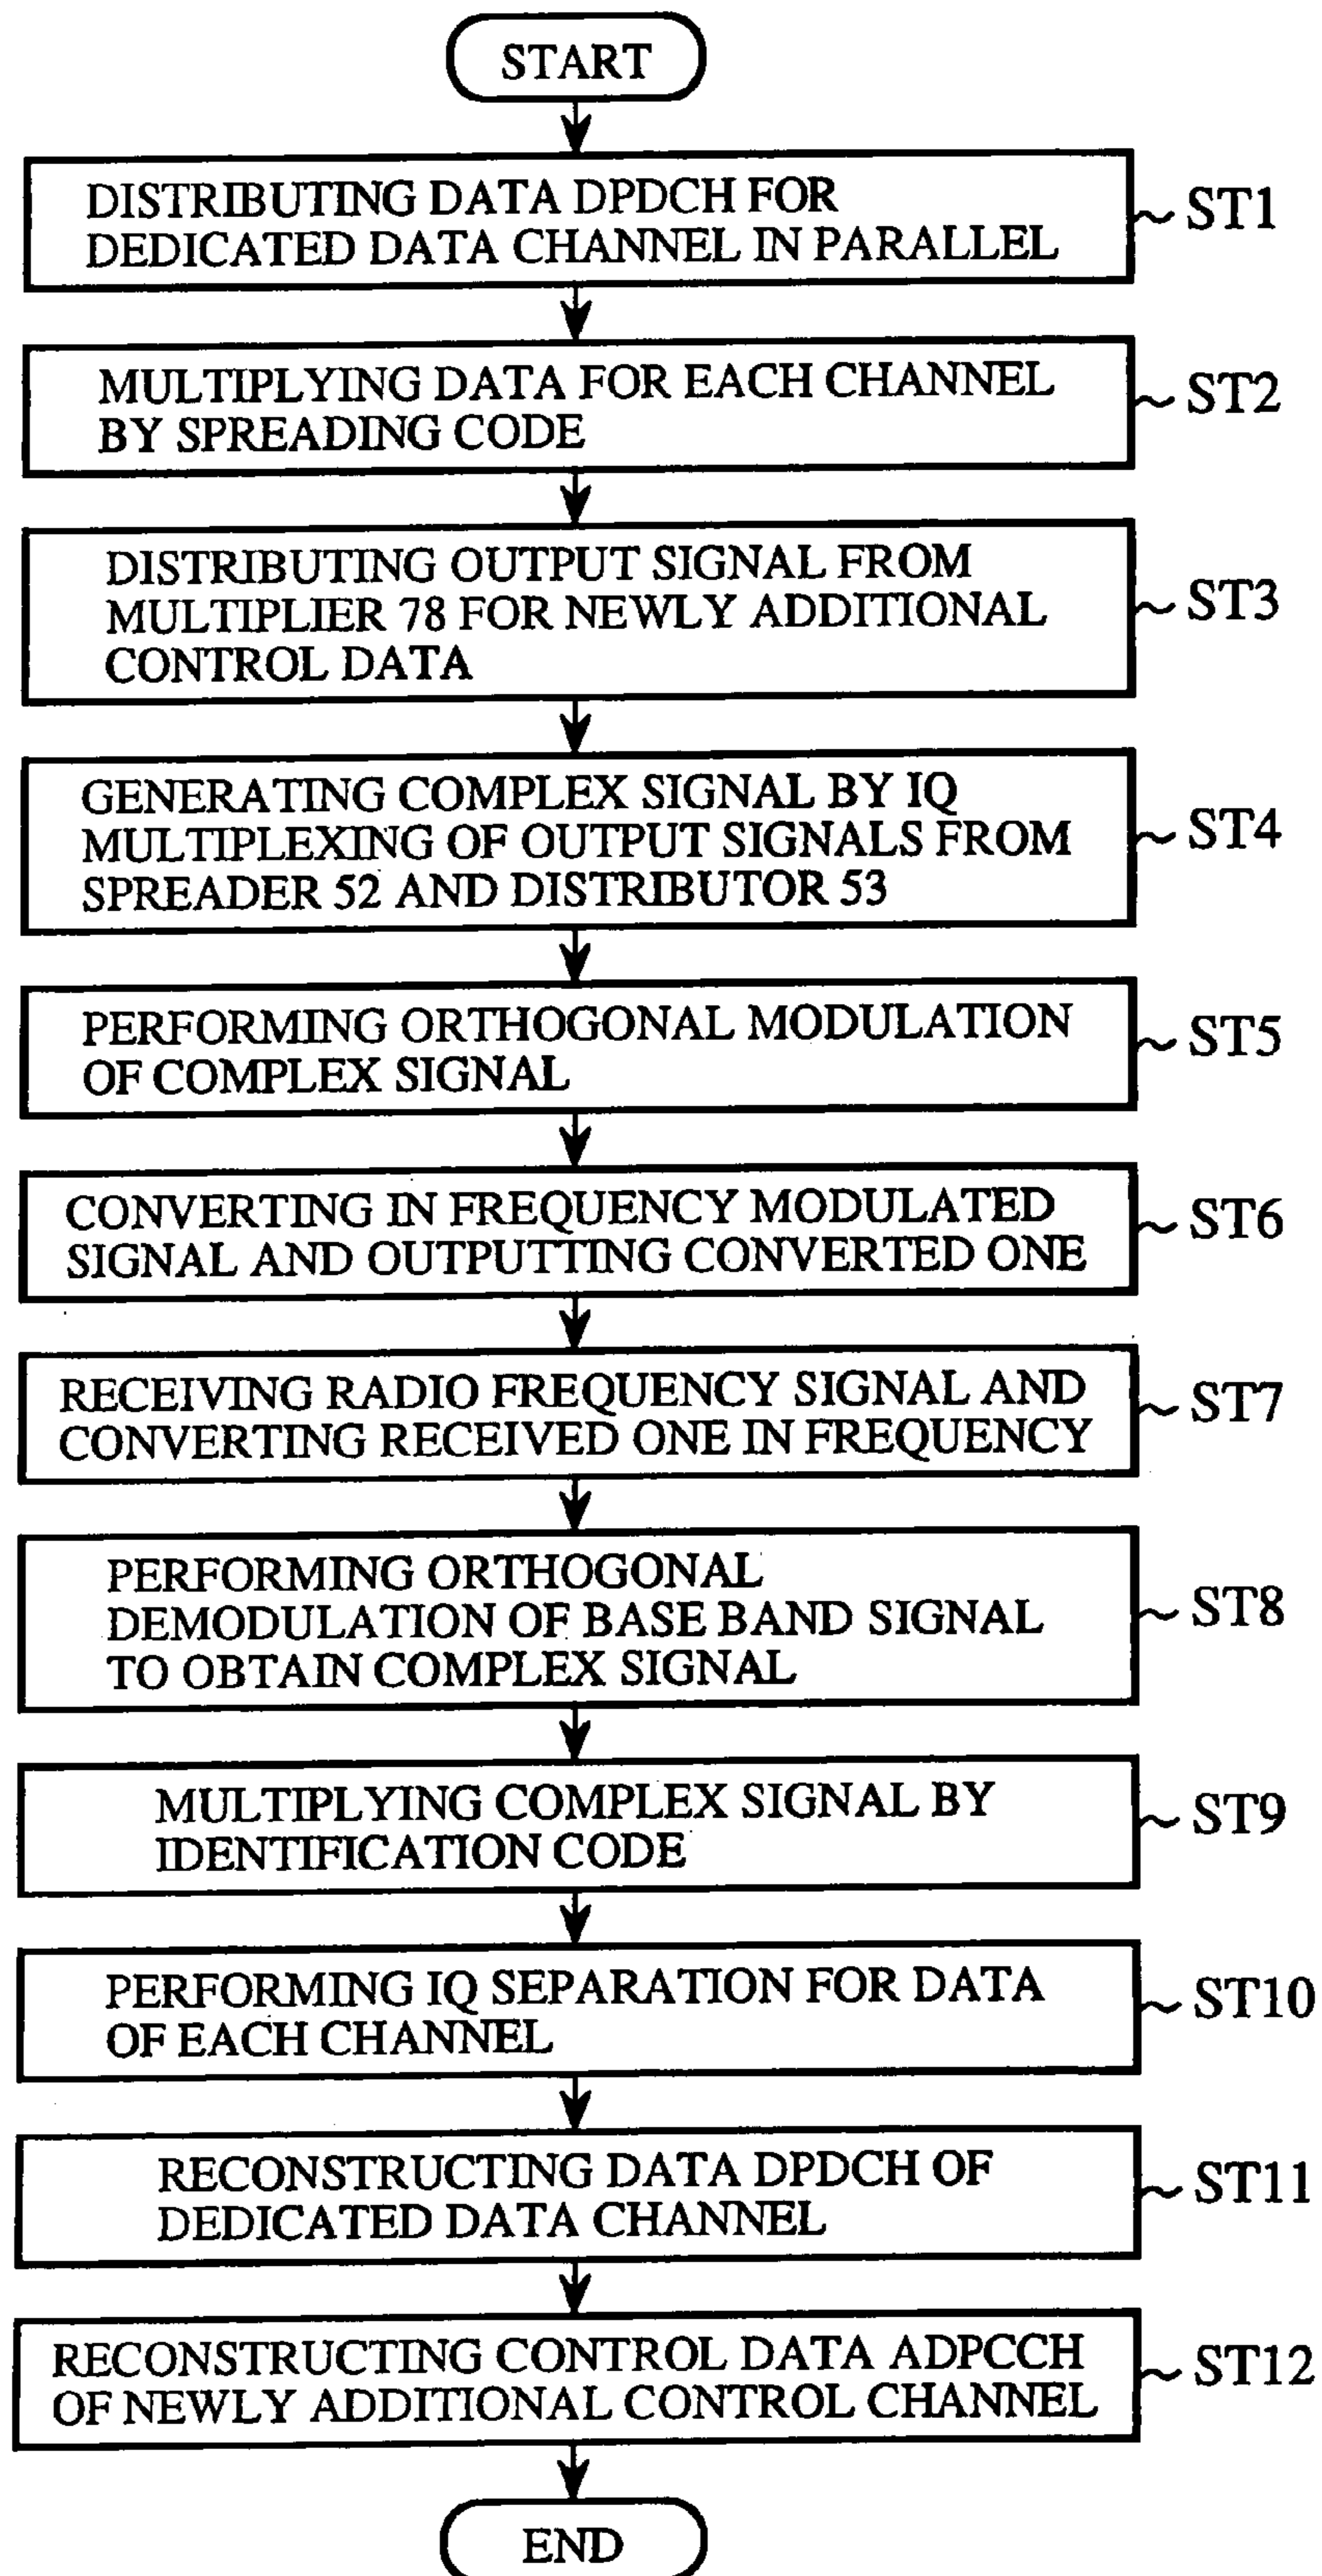 START
DISTRIBUTING DATA DPDCH FOR
DEDICATED DATA CHANNEL IN PARALLEL
ST1
MULTIPLYING DATA FOR EACH CHANNEL
BY SPREADING CODE
ST2
DISTRIBUTING OUTPUT SIGNAL FROM
MULTIPLIER 78 FOR NEWLY ADDITIONAL
CONTROL DATA
ST3
GENERATING COMPLEX SIGNAL BY IQ
MULTIPLEXING OF OUTPUT SIGNALS FROM
SPREADER 52 AND DISTRIBUTOR 53
ST4
PERFORMING ORTHOGONAL MODULATION
OF COMPLEX SIGNAL
ST5
CONVERTING IN FREQUENCY MODULATED
SIGNAL AND OUTPUTTING CONVERTED ONE
ST6
RECEIVING RADIO FREQUENCY SIGNAL AND
CONVERTING RECEIVED ONE IN FREQUENCY
ST7
PERFORMING ORTHOGONAL
DEMODULATION OF BASE BAND SIGNAL
TO OBTAIN COMPLEX SIGNAL
ST8
MULTIPLYING COMPLEX SIGNAL BY
IDENTIFICATION CODE
ST9
PERFORMING IQ SEPARATION FOR DATA
OF EACH CHANNEL
ST10
RECONSTRUCTING DATA DPDCH OF
DEDICATED DATA CHANNEL
ST11
RECONSTRUCTING CONTROL DATA ADPCCH
OF NEWLY ADDITIONAL CONTROL CHANNEL
ST12
END